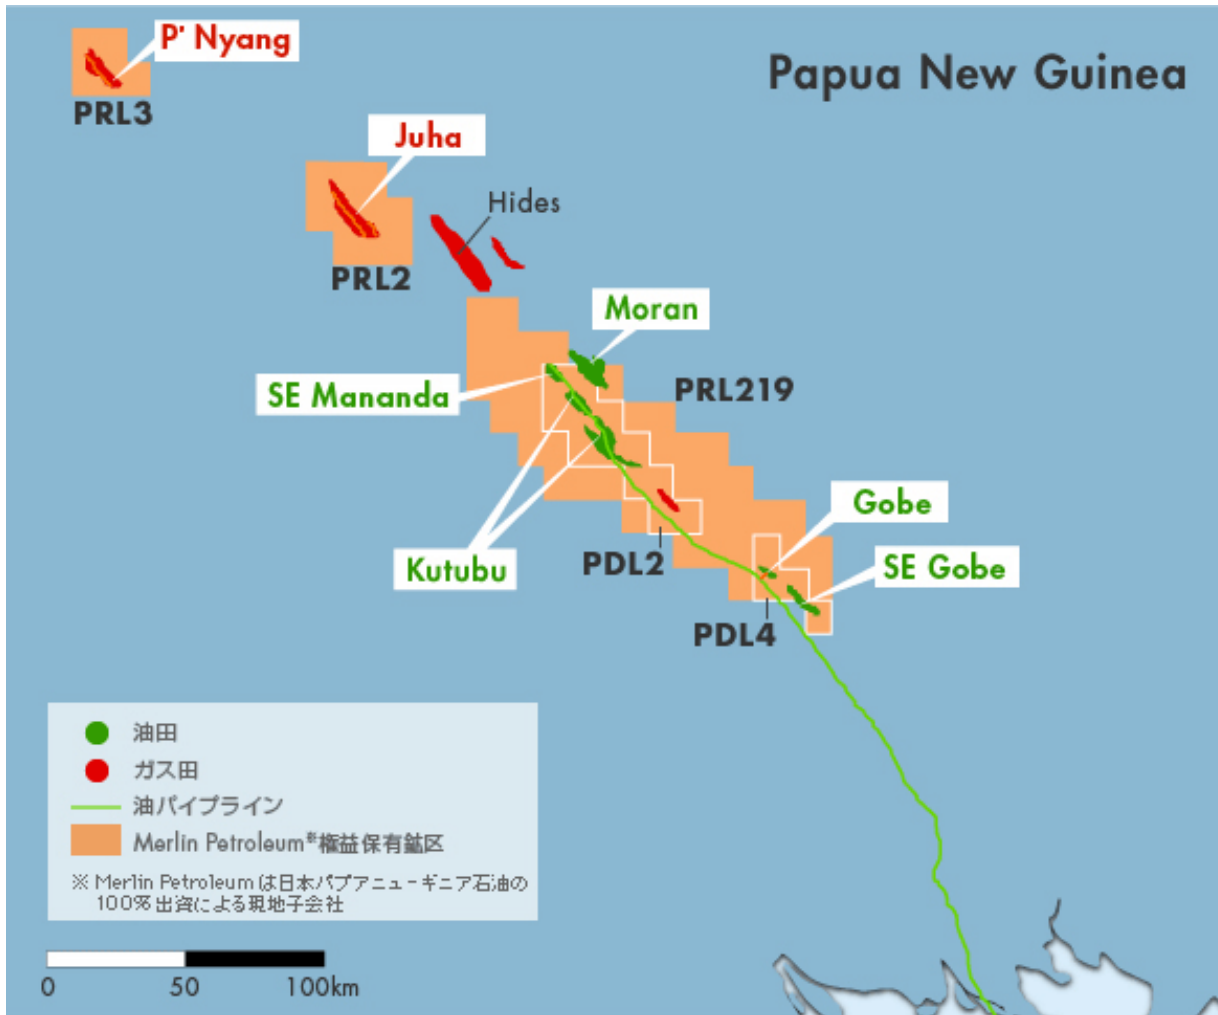 P' Nyang
Papua New Guinea
PRL3
Juha
Hides
PRL2
Moran
SE Mananda
PRL219
Gobe
Kutubu
PDL2
SE Gobe
PDL4
油田
ガス田
油パイプライン
Merlin Petroleum※権益保有鉱区
※ Merlin Petroleumは日本パプアニューギニア石油の
100%出資による現地子会社
0 50 100km